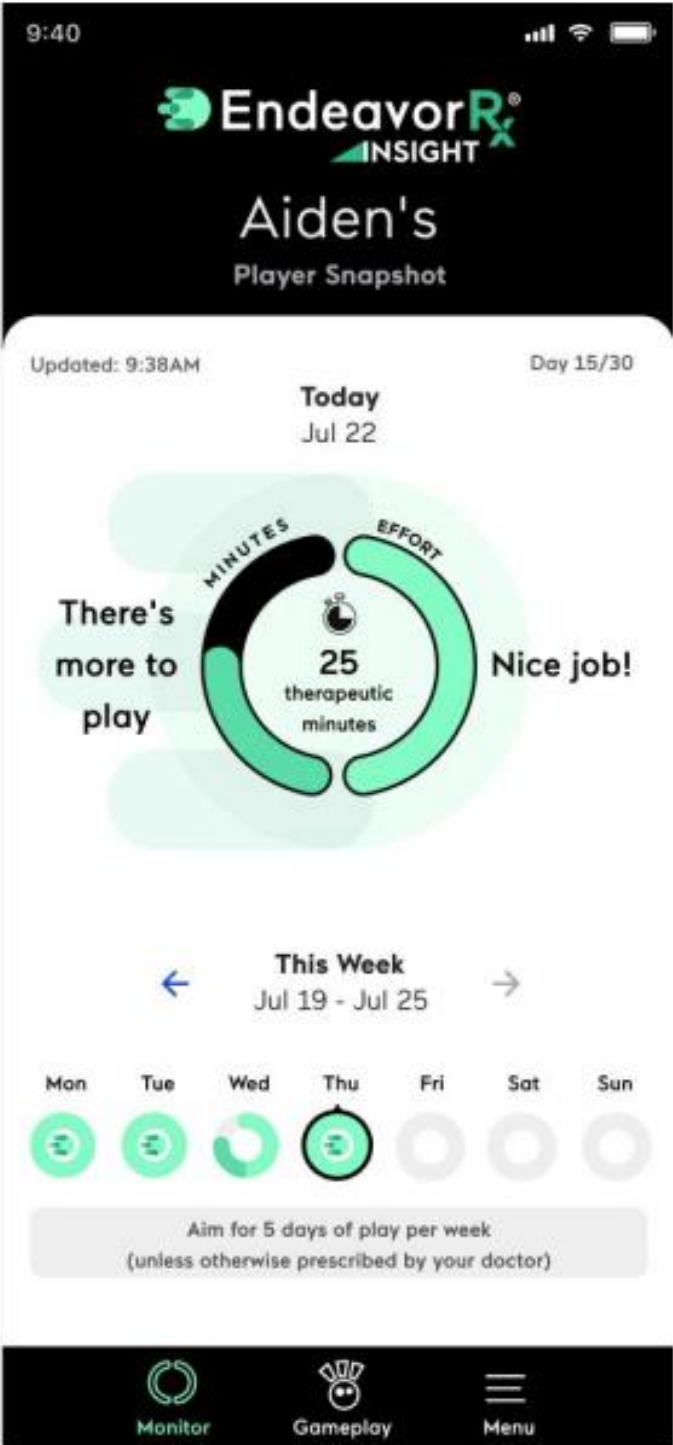 9:40
EndeavorRx®
INSIGHT
Aiden's
Player Snapshot
Updated: 9:38AM
Day 15/30
Today
Jul 22
MINUTES
EFFORT
There's
more to
play
25
therapeutic
minutes
Nice job!
This Week
Jul 19 - Jul 25
Mon Tue Wed Thu Fri Sat Sun
Aim for 5 days of play per week
(unless otherwise prescribed by your doctor)
Monitor Gameplay Menu